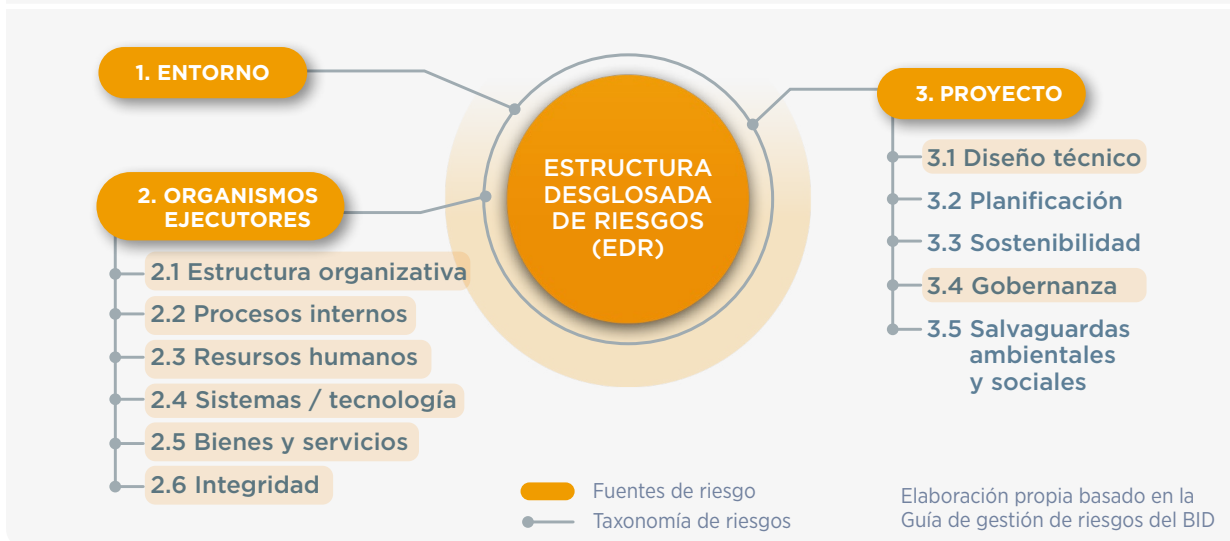 1. ENTORNO
2. ORGANISMOS
EJECUTORES
2.1 Estructura organizativa
2.2 Procesos internos
2.3 Resursos humanos
2.4 Sistemas / tecnología
2.5 Bienes y servicios
2.6 Integridad
ESTRUCTURA
DESGLOSADA
DE RIESGOS
(EDR)
3. PROYECTO
3.1 Diseño técnico
3.2 Planificación
3.3 Sostenibilidad
3.4 Gobernanza
3.5 Salvaguardas
ambientales
y sociales
Fuentes de riesgo
Taxonomía de riesgos
Elaboración propia basado en la
Guía de gestión de riesgos del BID